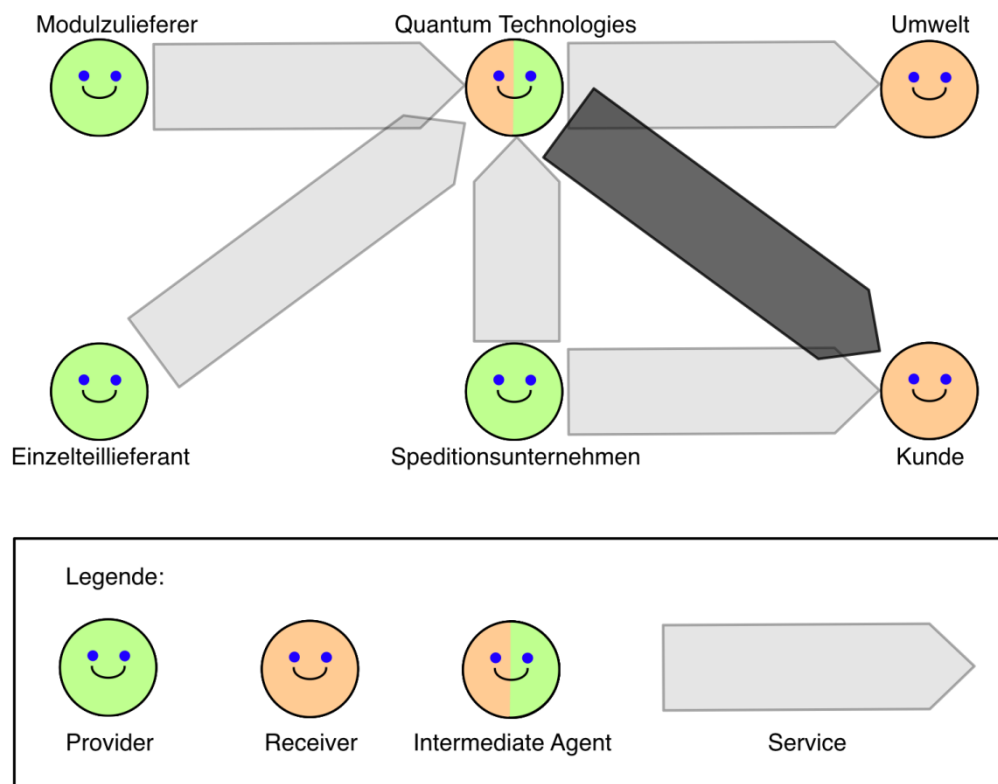 Modulzulieferer
Quantum Technologies
Umwelt
Einzelteillieferant
Speditionsunternehmen
Kunde
Legende:
Provider
Receiver
Intermediate Agent
Service